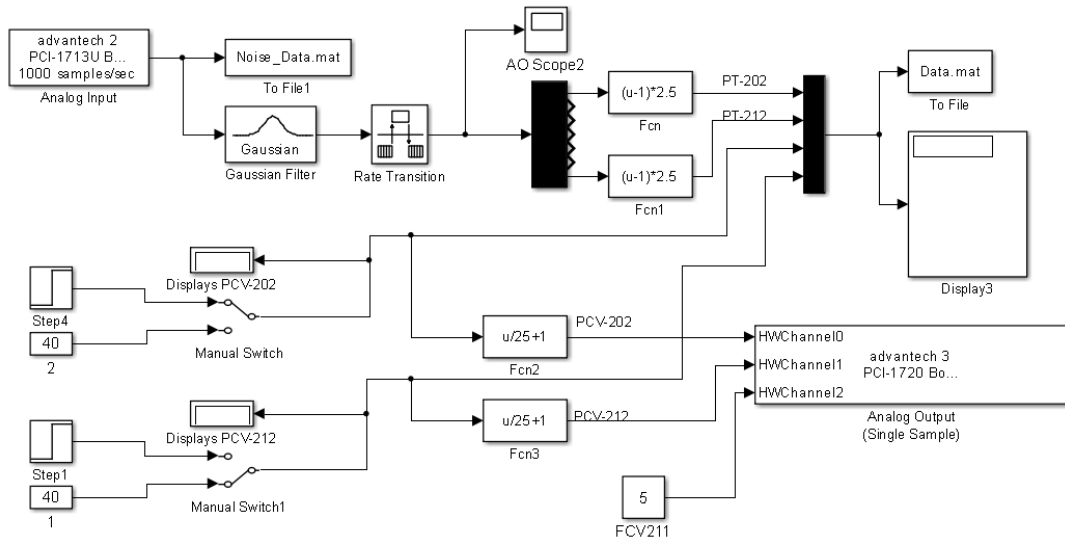 advantech 2
PCI-1713U B...
1000 samples/sec
Analog Input
Noise_Data.mat
To File1
Gaussian
Gaussian Filter
Rate Transition
AO Scope2
(u-1)*2.5
Fcn
(u-1)*2.5
Fcn1
PT-202
PT-212
Data.mat
To File
Display3
Displays PCV-202
Step4
40
2
Manual Switch
u/25+1
Fcn2
PCV-202
HWChannel0
HWChannel1
HWChannel2
advantech 3
PCI-1720 Bo...
Analog Output
(Single Sample)
Displays PCV-212
Step1
40
1
Manual Switch1
u/25+1
Fcn3
PCV-212
5
FCV211